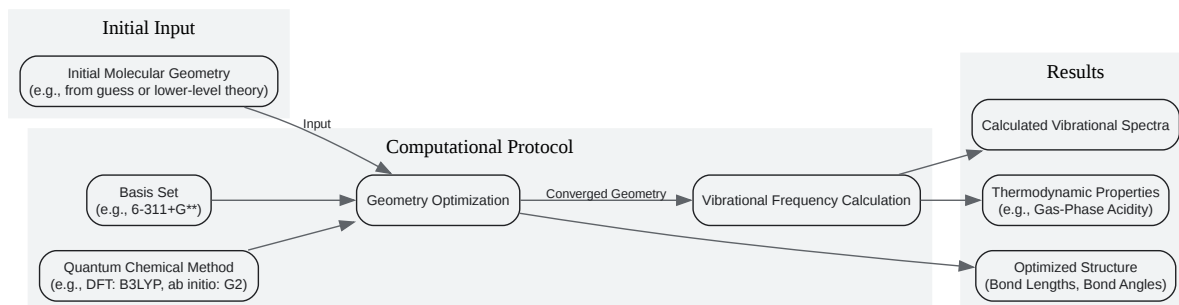 Initial Input
Initial Molecular Geometry
(e.g., from guess or lower-level theory)
Input
Computational Protocol
Basis Set
(e.g., 6-311+G**)
Quantum Chemical Method
(e.g., DFT: B3LYP, ab initio: G2)
Geometry Optimization
Converged Geometry
Vibrational Frequency Calculation
Results
Calculated Vibrational Spectra
Thermodynamic Properties
(e.g., Gas-Phase Acidity)
Optimized Structure
(Bond Lengths, Bond Angles)